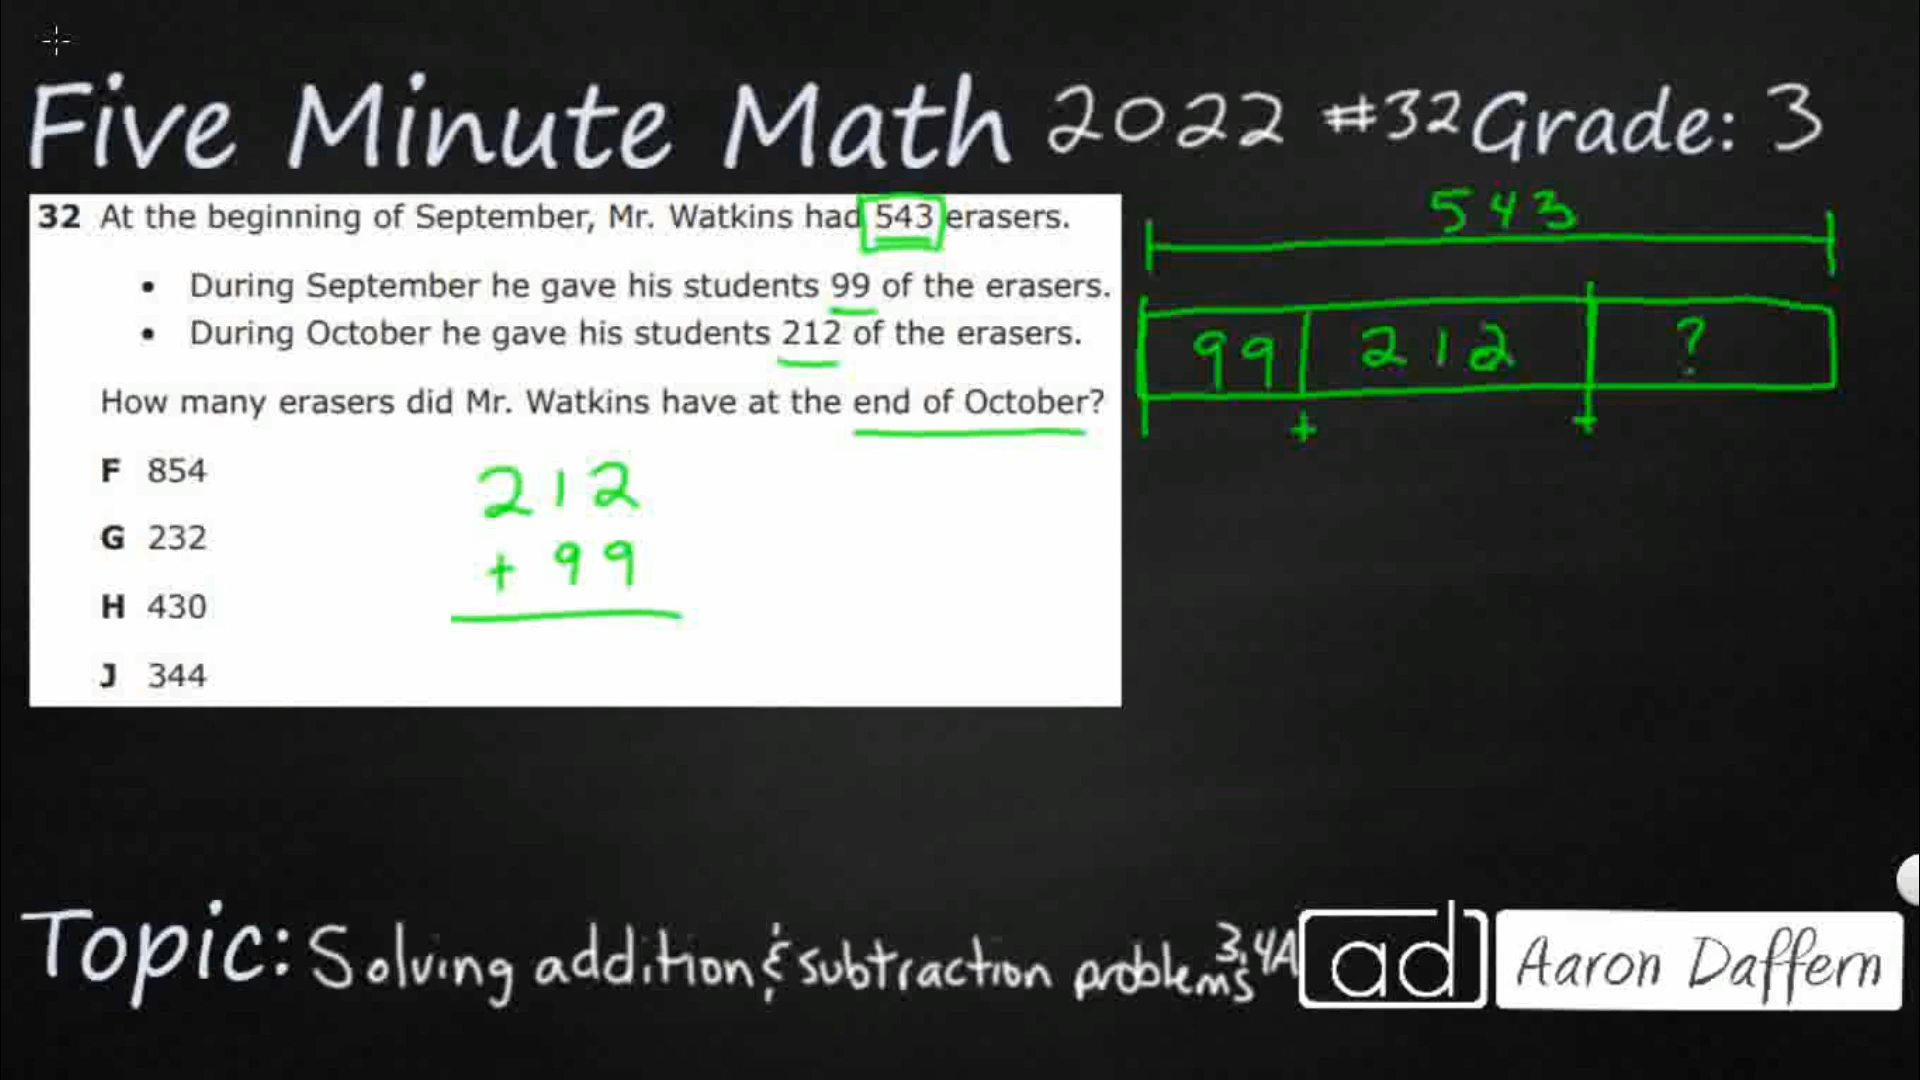 Five Minute Math 2022 #32 Grade: 3
32 At the beginning of September, Mr. Watkins had 543 erasers.
• During September he gave his students 99 of the erasers.
• During October he gave his students 212 of the erasers.
How many erasers did Mr. Watkins have at the end of October?
F 854
G 232
H 430
J 344
212
+ 99
543
99 212 ?
+ +
Topic: Solving addition & subtraction problems 3.4A
ad Aaron Daffern